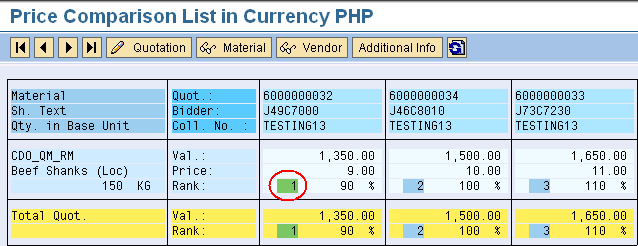 Price Comparison List in Currency PHP
Quotation Material Vendor Additional Info
Material Quot.: 6000000032 6000000034 6000000033
Sh. Text Bidder: J49C7000 J46C8010 J73C7230
Qty. in Base Unit Coll. No. : TESTING13 TESTING13 TESTING13
CDO_QM_RM Val.: 1,350.00 1,500.00 1,650.00
Beef Shanks (Loc) Price: 9.00 10.00 11.00
150 KG Rank: 1 90 % 2 100 % 3 110 %
Total Quot. Val.: 1,350.00 1,500.00 1,650.00
Rank: 1 90 % 2 100 % 3 110 %